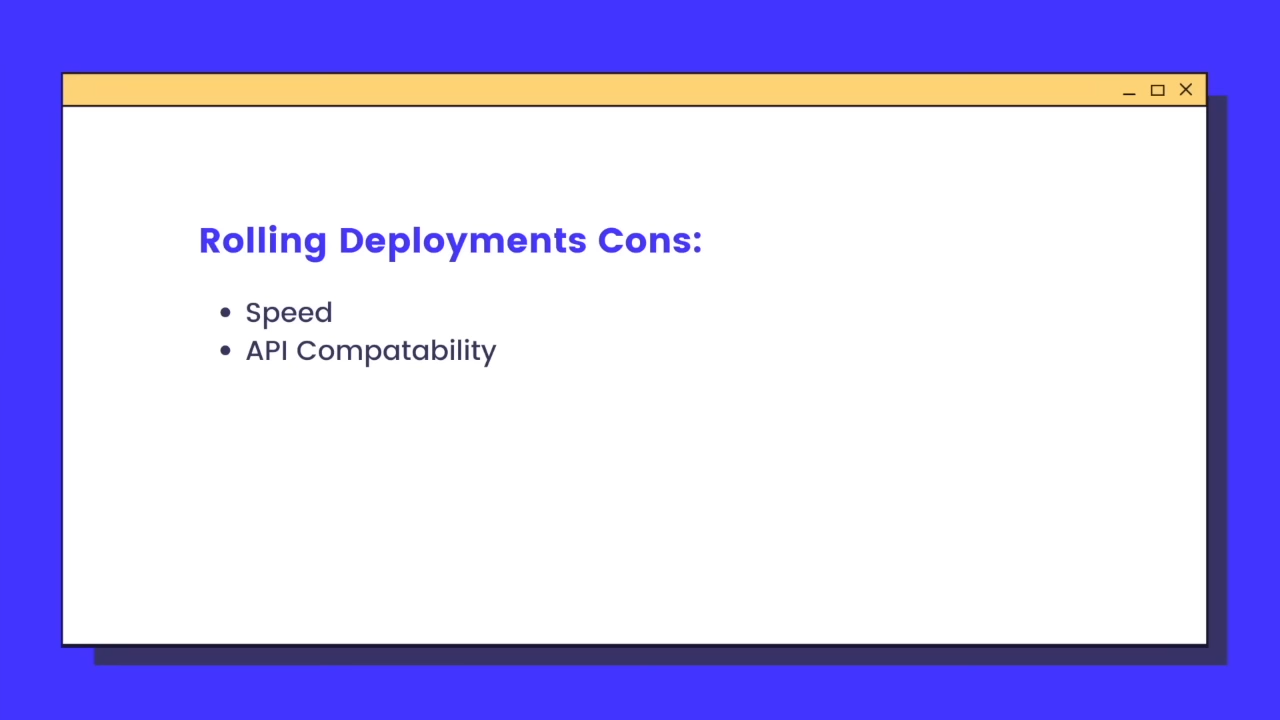 Rolling Deployments Cons:
• Speed
• API Compatability